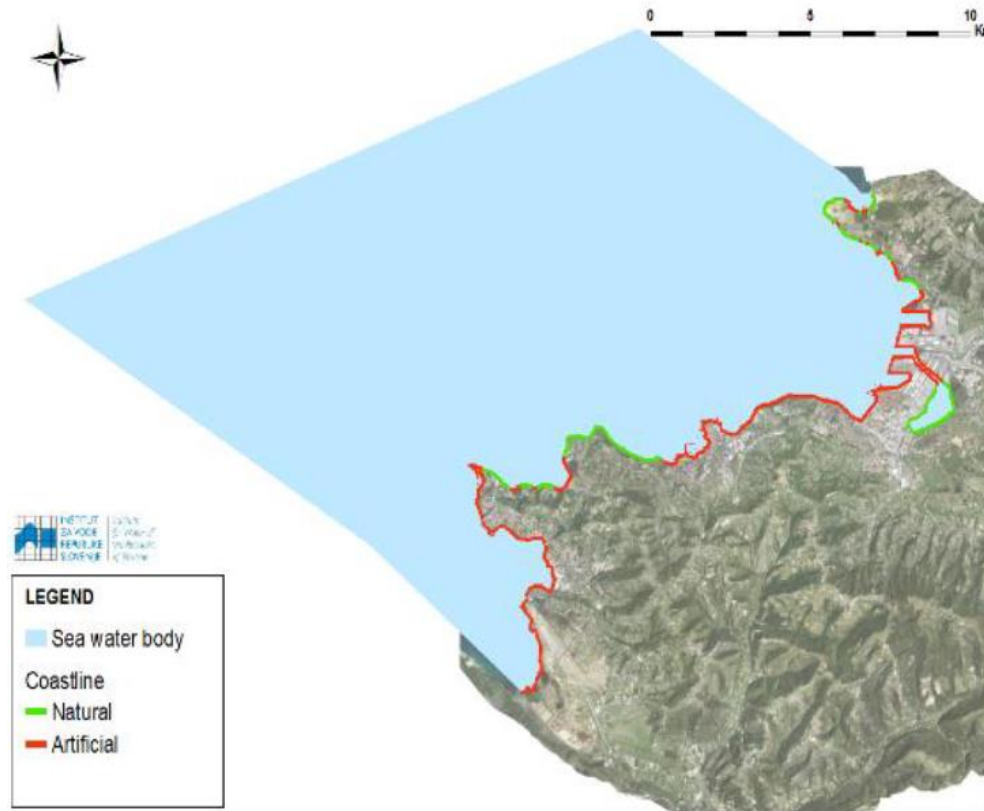 0 5 10
INSTITUT
ZA VODE
REPUBLIKE
SLOVENIJE
LEGEND
Sea water body
Coastline
Natural
Artificial